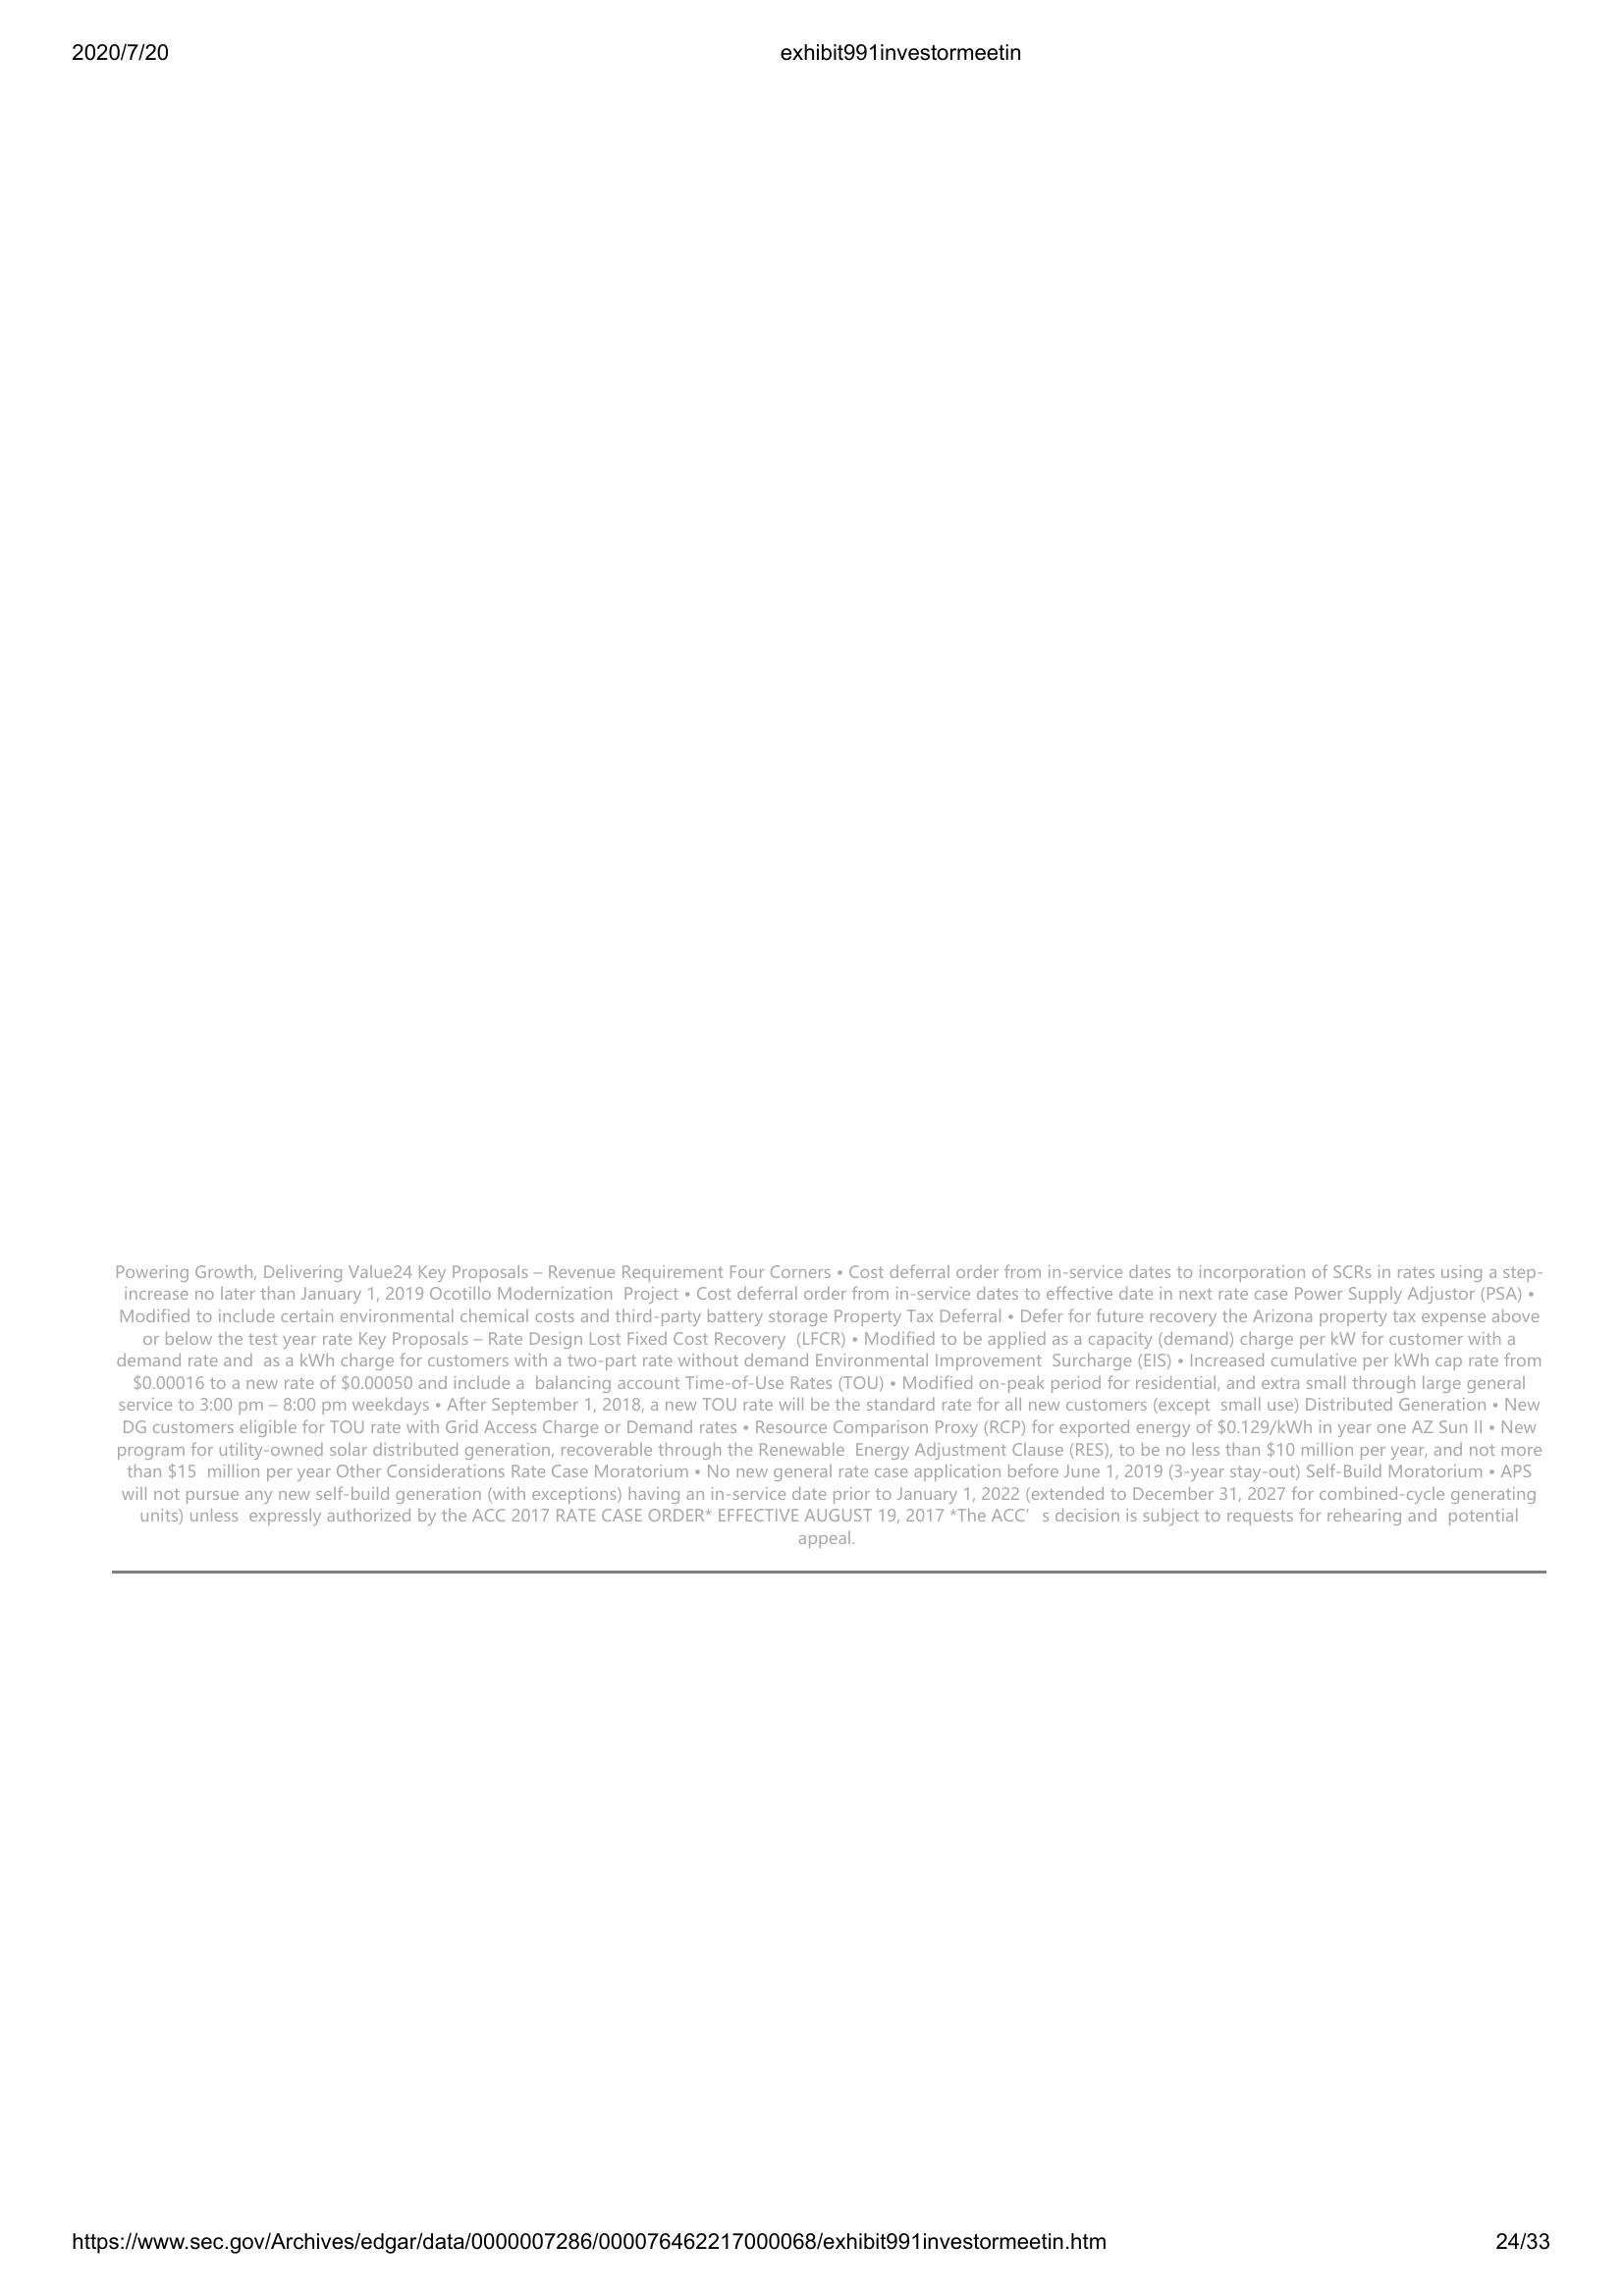 2020/7/20 exhibit991investormeetin
Powering Growth, Delivering Value24 Key Proposals – Revenue Requirement Four Corners • Cost deferral order from in-service dates to incorporation of SCRs in rates using a step-
increase no later than January 1, 2019 Ocotillo Modernization Project • Cost deferral order from in-service dates to effective date in next rate case Power Supply Adjustor (PSA) •
Modified to include certain environmental chemical costs and third-party battery storage Property Tax Deferral • Defer for future recovery the Arizona property tax expense above
or below the test year rate Key Proposals – Rate Design Lost Fixed Cost Recovery (LFCR) • Modified to be applied as a capacity (demand) charge per kW for customer with a
demand rate and as a kWh charge for customers with a two-part rate without demand Environmental Improvement Surcharge (EIS) • Increased cumulative per kWh cap rate from
$0.00016 to a new rate of $0.00050 and include a balancing account Time-of-Use Rates (TOU) • Modified on-peak period for residential, and extra small through large general
service to 3:00 pm – 8:00 pm weekdays • After September 1, 2018, a new TOU rate will be the standard rate for all new customers (except small use) Distributed Generation • New
DG customers eligible for TOU rate with Grid Access Charge or Demand rates • Resource Comparison Proxy (RCP) for exported energy of $0.129/kWh in year one AZ Sun II • New
program for utility-owned solar distributed generation, recoverable through the Renewable Energy Adjustment Clause (RES), to be no less than $10 million per year, and not more
than $15 million per year Other Considerations Rate Case Moratorium • No new general rate case application before June 1, 2019 (3-year stay-out) Self-Build Moratorium • APS
will not pursue any new self-build generation (with exceptions) having an in-service date prior to January 1, 2022 (extended to December 31, 2027 for combined-cycle generating
units) unless expressly authorized by the ACC 2017 RATE CASE ORDER* EFFECTIVE AUGUST 19, 2017 *The ACC’ s decision is subject to requests for rehearing and potential
appeal.
https://www.sec.gov/Archives/edgar/data/0000007286/000076462217000068/exhibit991investormeetin.htm 24/33